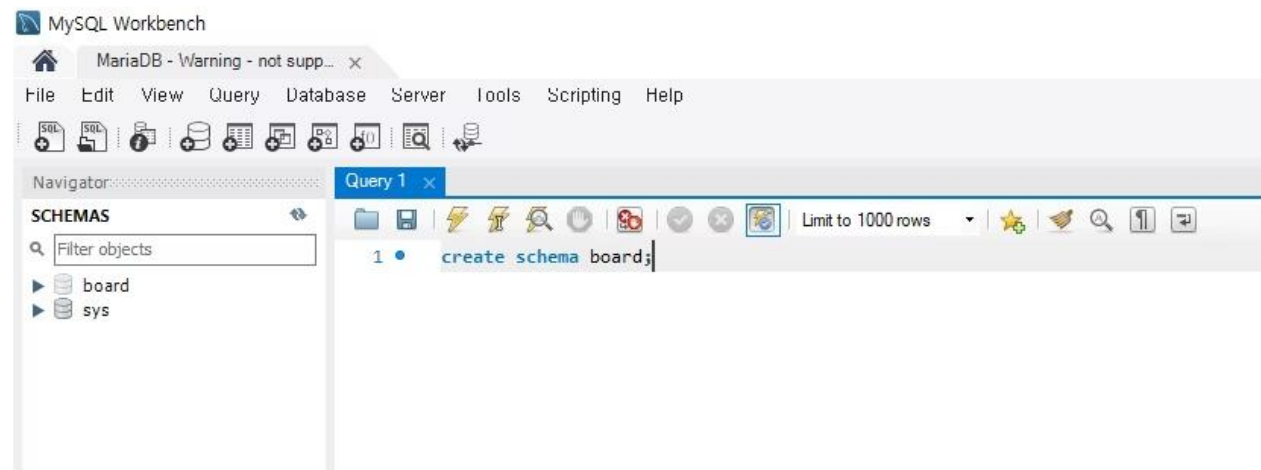 MySQL Workbench
MariaDB - Warning - not supp...
File Edit View Query Database Server Tools Scripting Help
Navigator
Query 1
SCHEMAS
Limit to 1000 rows
Filter objects
1 create schema board;
board
sys